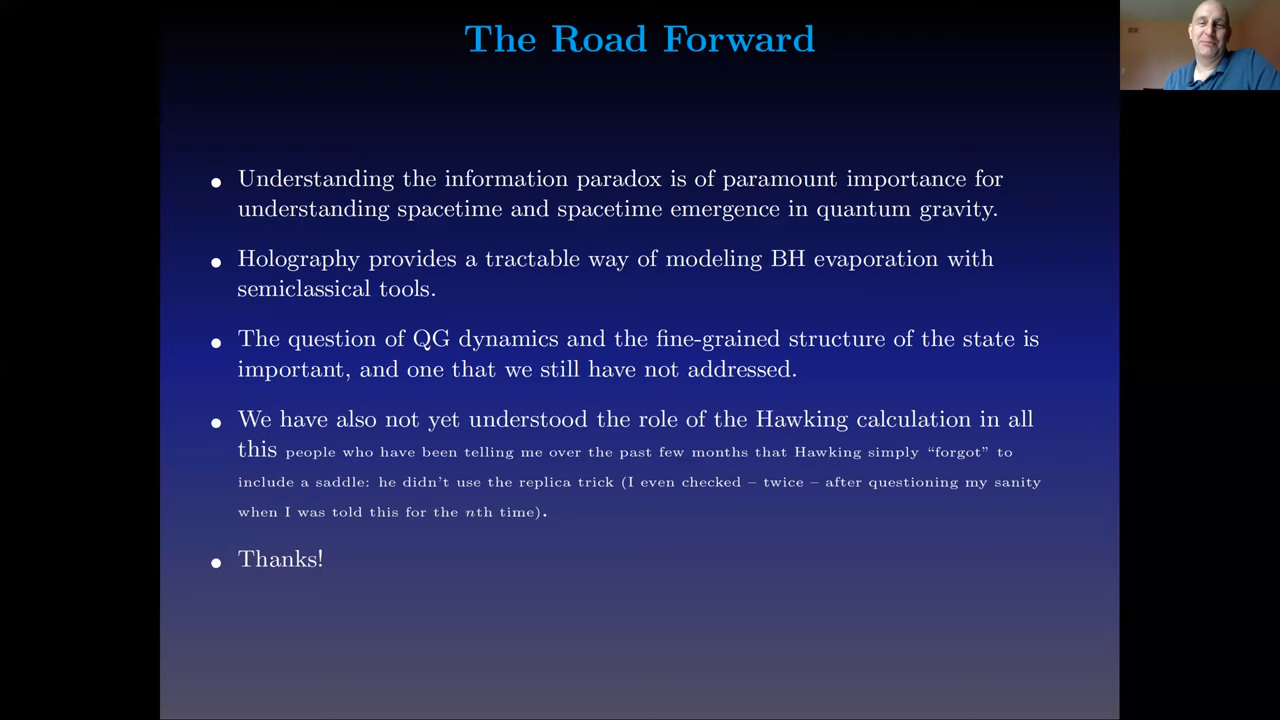 The Road Forward
• Understanding the information paradox is of paramount importance for
understanding spacetime and spacetime emergence in quantum gravity.
• Holography provides a tractable way of modeling BH evaporation with
semiclassical tools.
• The question of QG dynamics and the fine-grained structure of the state is
important, and one that we still have not addressed.
• We have also not yet understood the role of the Hawking calculation in all
this people who have been telling me over the past few months that Hawking simply “forgot” to
include a saddle: he didn’t use the replica trick (I even checked – twice – after questioning my sanity
when I was told this for the nth time).
• Thanks!